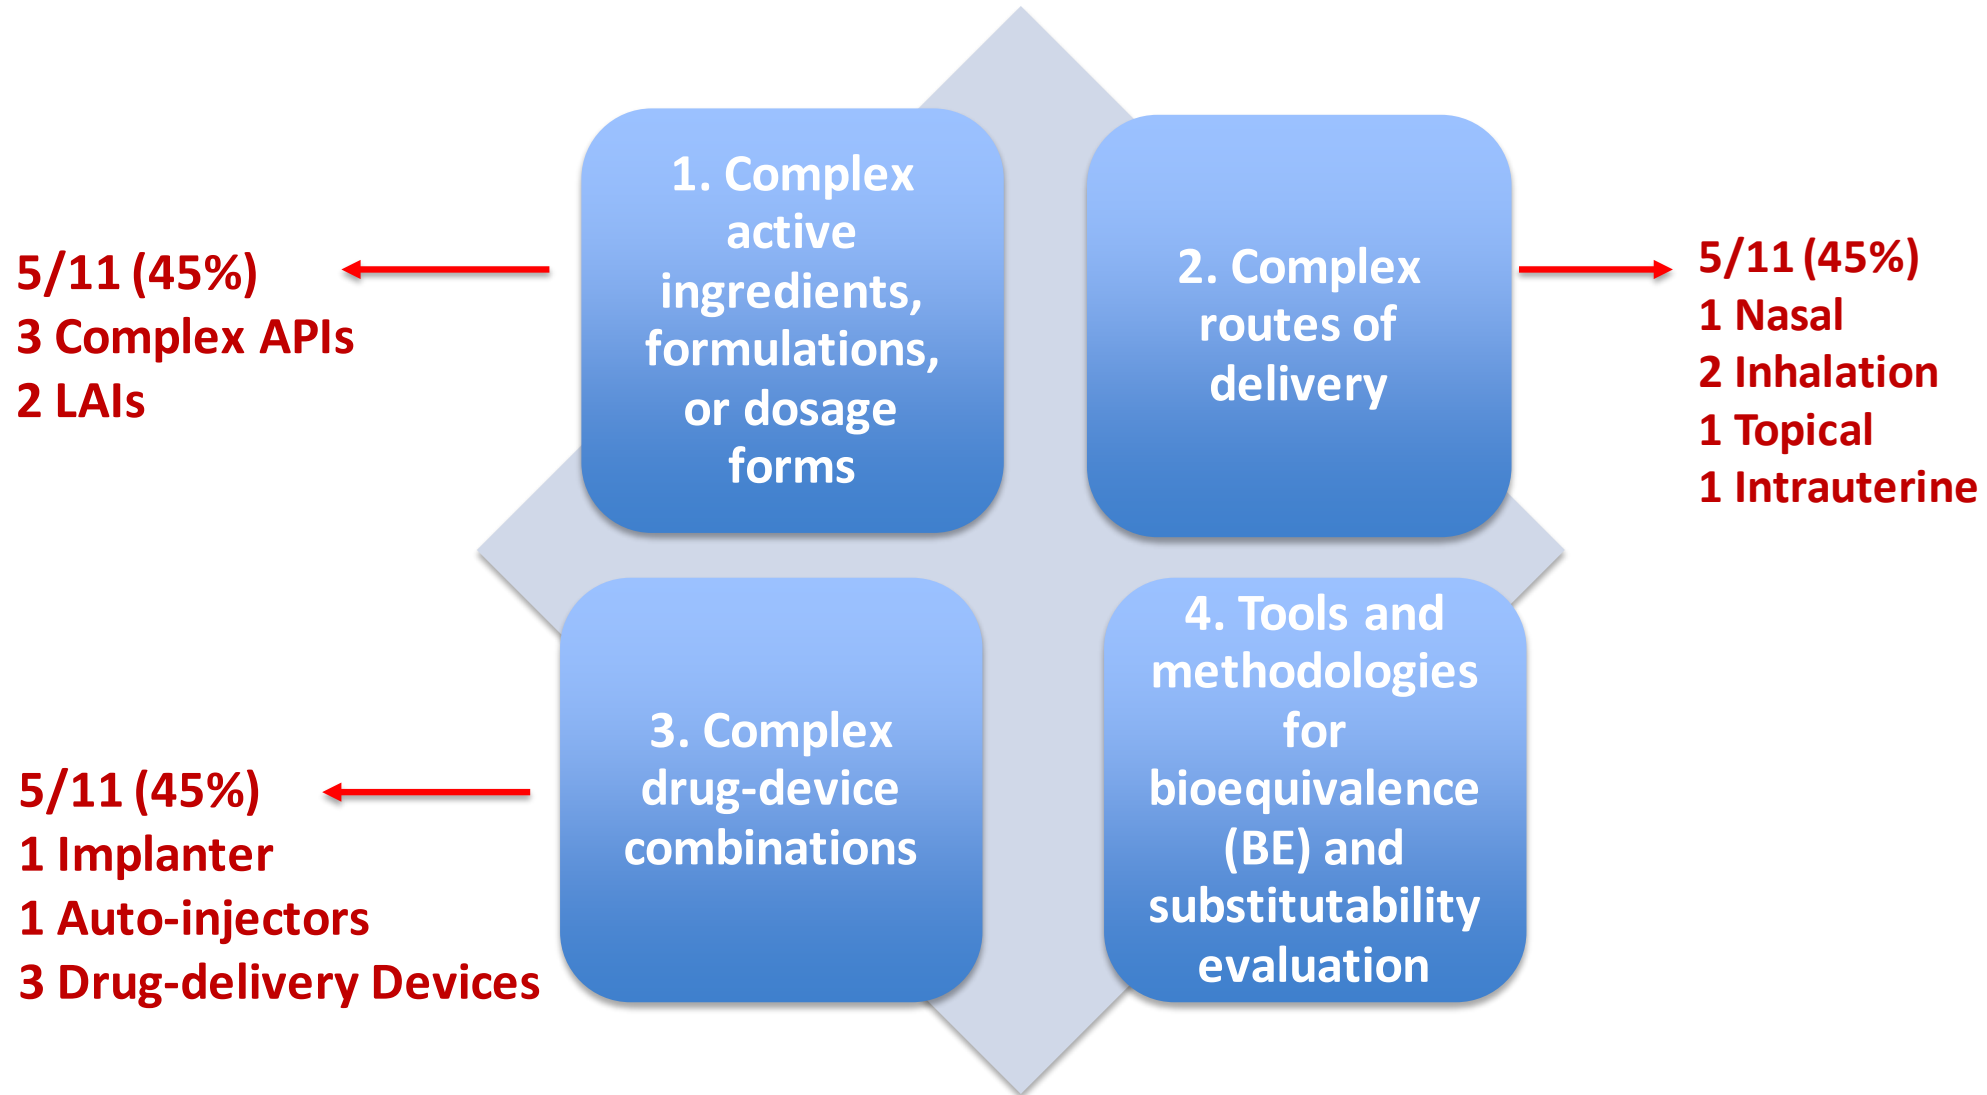 1. Complex
active
ingredients,
formulations,
or dosage
forms
5/11 (45%)
3 Complex APIs
2 LAIs
2. Complex
routes of
delivery
5/11 (45%)
1 Nasal
2 Inhalation
1 Topical
1 Intrauterine
3. Complex
drug-device
combinations
5/11 (45%)
1 Implanter
1 Auto-injectors
3 Drug-delivery Devices
4. Tools and
methodologies
for
bioequivalence
(BE) and
substitutability
evaluation